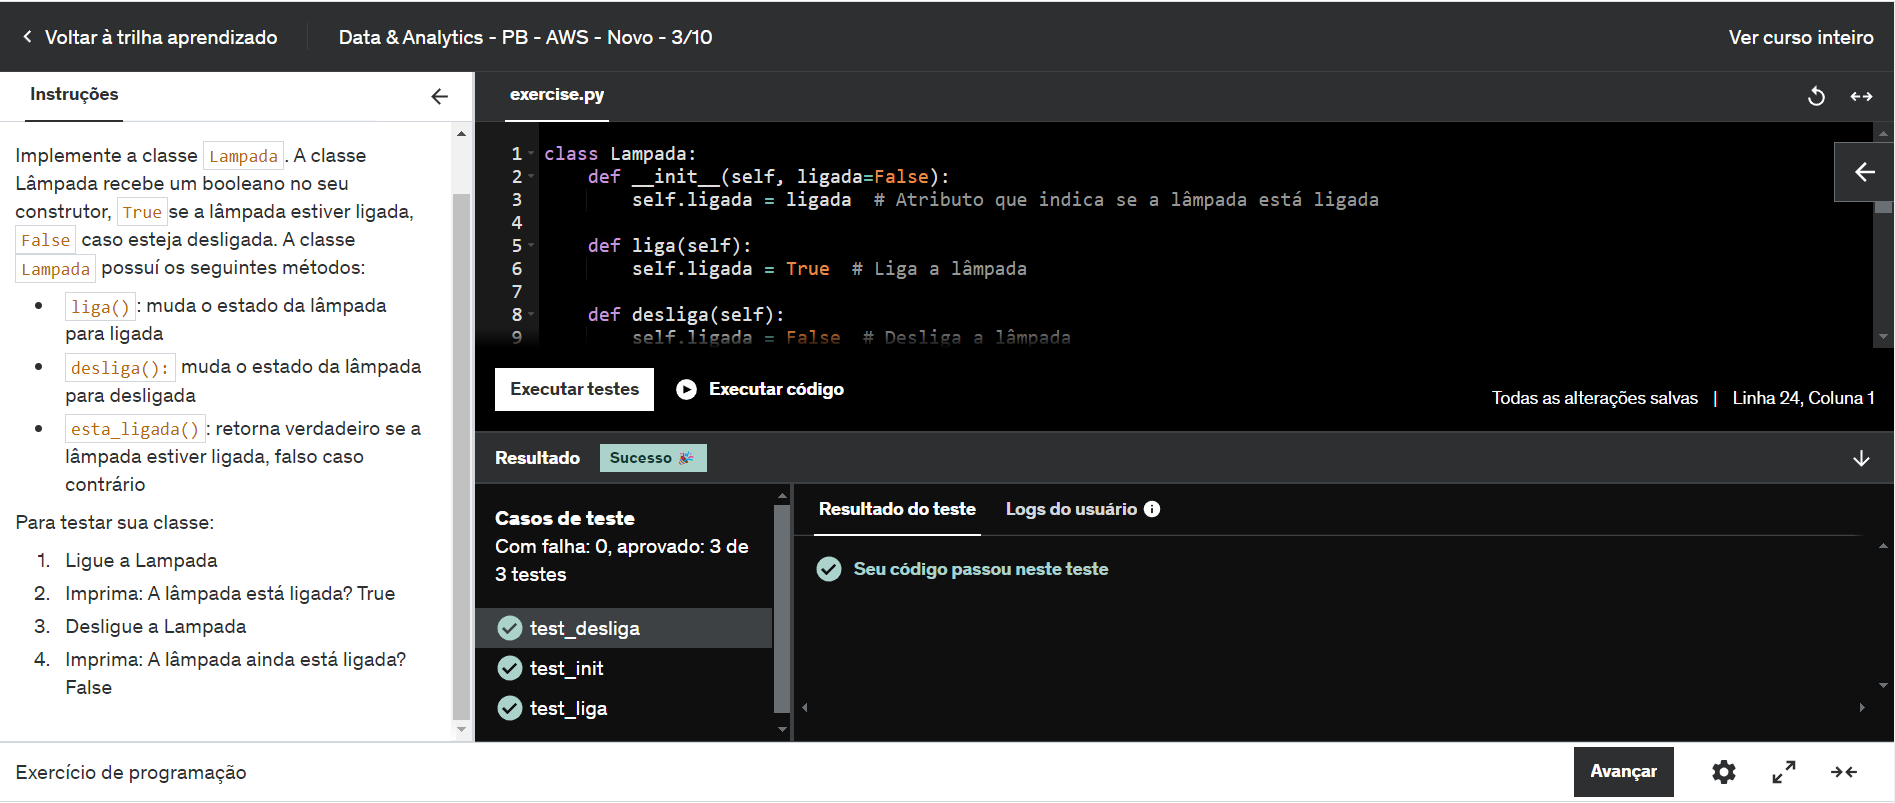 Voltar à trilha aprendizado
Data & Analytics - PB - AWS - Novo - 3/10
Ver curso inteiro
Instruções
Implemente a classe Lampada. A classe
Lâmpada recebe um booleano no seu
construtor, True se a lâmpada estiver ligada,
False caso esteja desligada. A classe
Lampada possuí os seguintes métodos:
liga(): muda o estado da lâmpada
para ligada
desliga(): muda o estado da lâmpada
para desligada
esta_ligada(): retorna verdadeiro se a
lâmpada estiver ligada, falso caso
contrário
Para testar sua classe:
1. Ligue a Lampada
2. Imprima: A lâmpada está ligada? True
3. Desligue a Lampada
4. Imprima: A lâmpada ainda está ligada?
False
exercise.py
1 class Lampada:
2 def __init__(self, ligada=False):
3 self.ligada = ligada # Atributo que indica se a lâmpada está ligada
4
5 def liga(self):
6 self.ligada = True # Liga a lâmpada
7
8 def desliga(self):
9 self.ligada = False # Desliga a lâmpada
Executar testes
Executar código
Todas as alterações salvas | Linha 24, Coluna 1
Resultado
Sucesso 🎉
Casos de teste
Com falha: 0, aprovado: 3 de
3 testes
test_desliga
test_init
test_liga
Resultado do teste
Logs do usuário
Seu código passou neste teste
Exercício de programação
Avançar